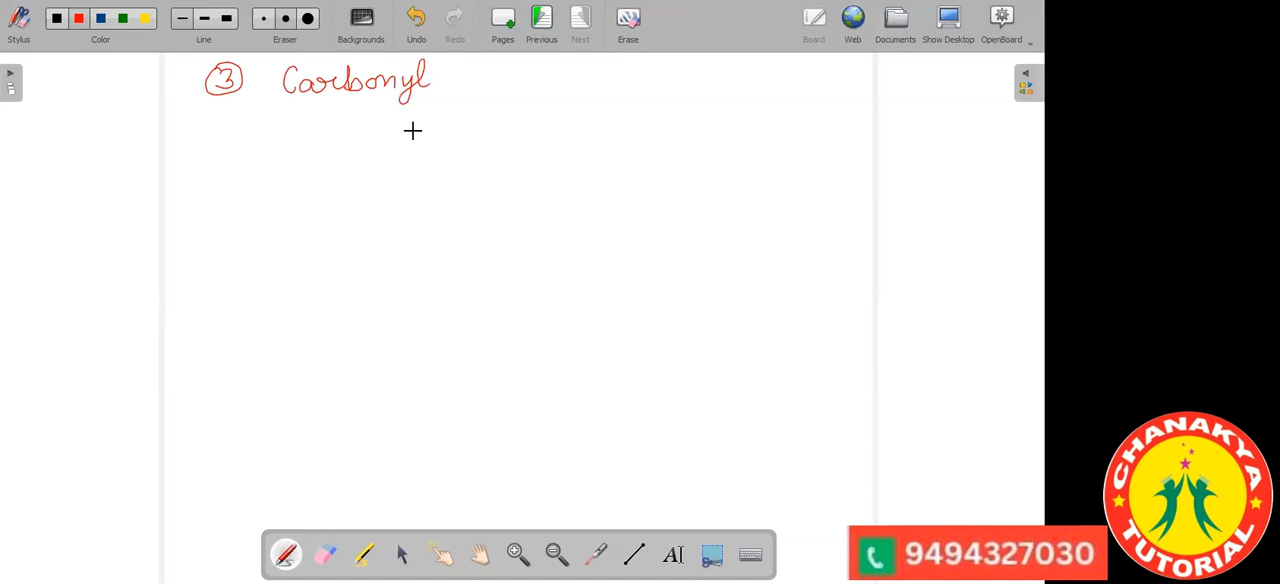 Stylus
Color
Line
Eraser
Backgrounds
Undo
Redo
Pages
Previous
Next
Erase
Board
Web
Documents
Show Desktop
OpenBoard
③ Carbonyl
AI
CHANAKYA
TUTORIAL
9494327030